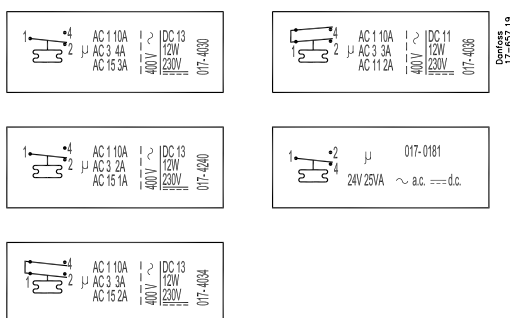 1 4 2 μ AC 1 10A AC 3 4A AC 15 3A 400 V DC 13 12W 230V 017-4030
1 4 2 μ AC 1 10A AC 3 3A AC 11 2A 400 V DC 11 12W 230V 017-4036
Danfoss 17-657.19
1 4 2 μ AC 1 10A AC 3 2A AC 15 1A 400 V DC 13 12W 230V 017-4240
1 2 4 μ 017-0181
24V 25VA ~ a.c. d.c.
1 4 2 μ AC 1 10A AC 3 3A AC 15 2A 400 V DC 13 12W 230V 017-4034